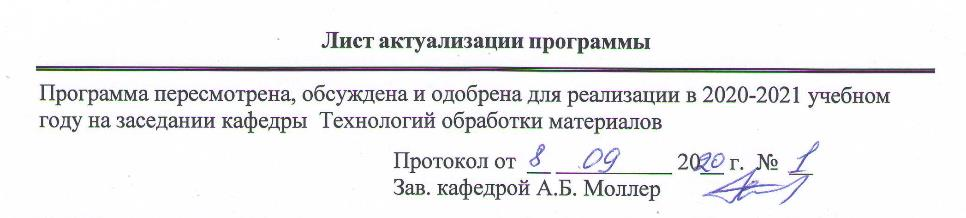 Лист актуализации программы
Программа пересмотрена, обсуждена и одобрена для реализации в 2020-2021 учебном
году на заседании кафедры Технологий обработки материалов
Протокол от 8 09 2020 г. № 1
Зав. кафедрой А.Б. Моллер